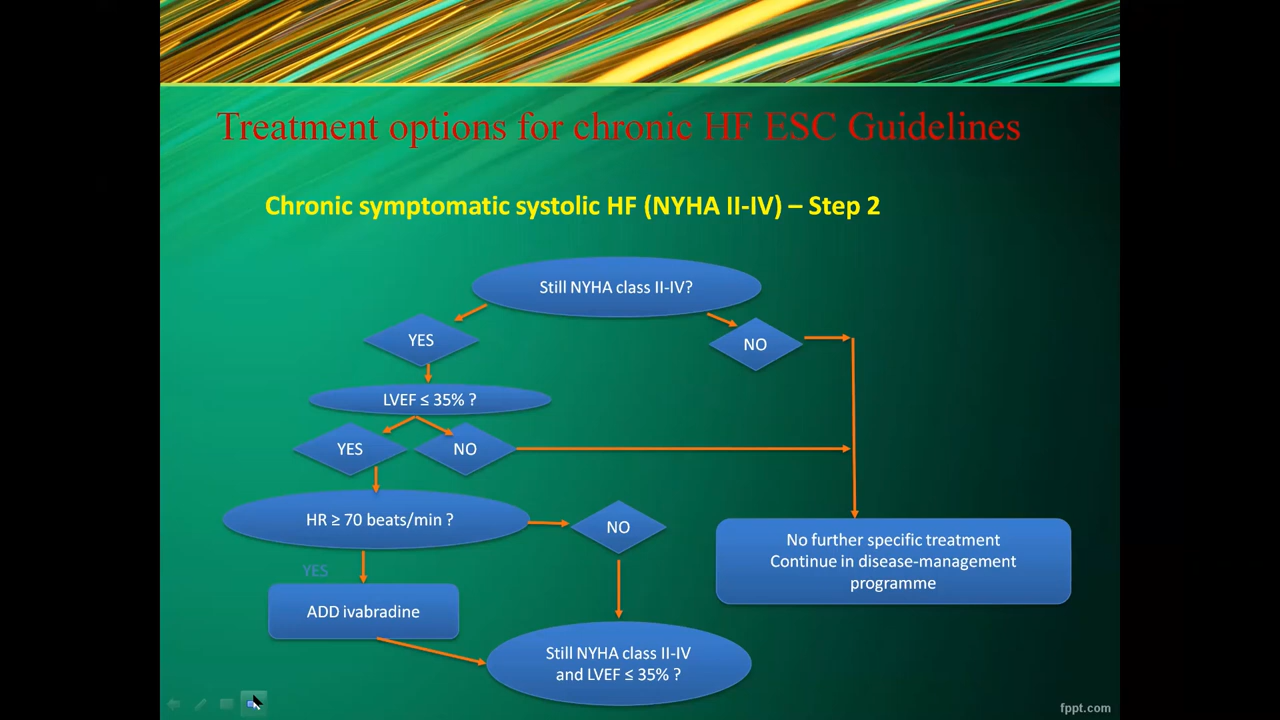 Treatment options for chronic HF ESC Guidelines
Chronic symptomatic systolic HF (NYHA II-IV) – Step 2
Still NYHA class II-IV?
YES
NO
LVEF ≤ 35% ?
YES
NO
HR ≥ 70 beats/min ?
NO
No further specific treatment
Continue in disease-management
programme
YES
ADD ivabradine
Still NYHA class II-IV
and LVEF ≤ 35% ?
fppt.com